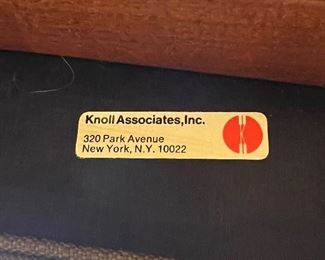 Knoll Associates, Inc.
320 Park Avenue
New York, N.Y. 10022